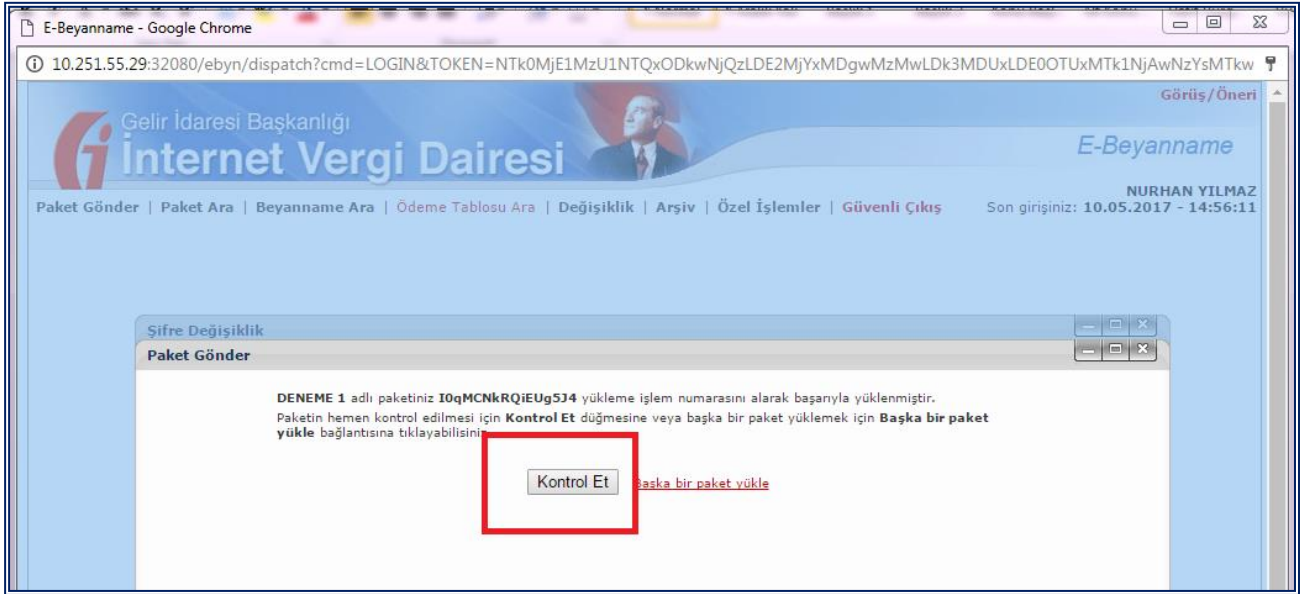 E-Beyanname - Google Chrome
10.251.55.29:32080/ebyn/dispatch?cmd=LOGIN&TOKEN=NTk0MjE1MzU1NTQxODkwNjQzLDE2MjYxMDgwMzMwLDk3MDUxLDE0OTUxMTk1NjAwNzYsMTkw
Görüş/Öneri
Gelir İdaresi Başkanlığı
İnternet Vergi Dairesi
E-Beyanname
NURHAN YILMAZ
Paket Gönder | Paket Ara | Beyanname Ara | Ödeme Tablosu Ara | Değişiklik | Arşiv | Özel İşlemler | Güvenli Çıkış Son girişiniz: 10.05.2017 - 14:56:11
Şifre Değişiklik
Paket Gönder
DENEME 1 adlı paketiniz I0qMCNkRQiEUg5J4 yükleme işlem numarasını alarak başarıyla yüklenmiştir.
Paketin hemen kontrol edilmesi için Kontrol Et düğmesine veya başka bir paket yüklemek için Başka bir paket
yükle bağlantısına tıklayabilisiniz
Kontrol Et Başka bir paket yükle